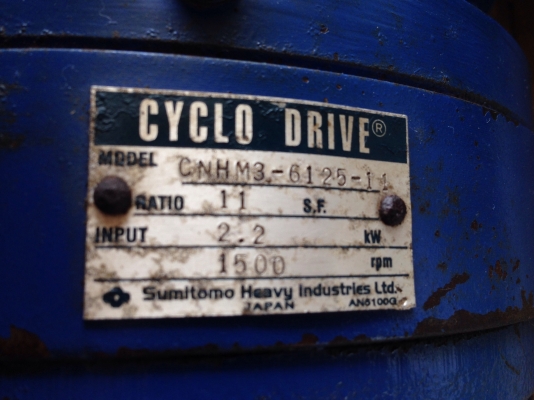 CYCLO DRIVE®
MODEL CNHM3-6125-11
RATIO 11 S.F.
INPUT 2.2 kW
1500 rpm
Sumitomo Heavy Industries Ltd.
JAPAN AN5100G